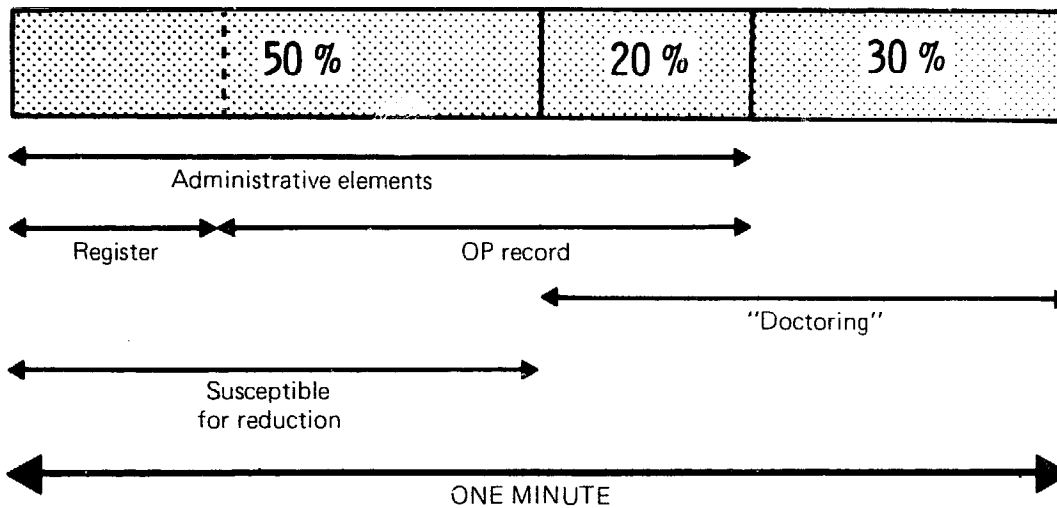 50 % 20 % 30 %
Administrative elements
Register OP record
"Doctoring"
Susceptible
for reduction
ONE MINUTE